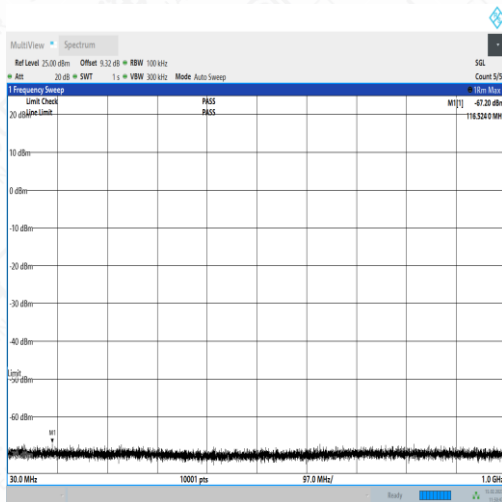 MultiView Spectrum
Ref Level 25.00 dBm Offset 9.32 dB RBW 100 kHz SGL
Att 20 dB SWT 1 s VBW 300 kHz Mode Auto Sweep Count 5/5
1 Frequency Sweep 1Rm Max
Limit Check PASS M1[1] -67.20 dBm
Line Limit PASS 116.5240 MH
20 dBm
10 dBm
0 dBm
-10 dBm
-20 dBm
-30 dBm
-40 dBm
Limit
-50 dBm
-60 dBm
M1
30.0 MHz 10001 pts 97.0 MHz/ 1.0 GHz
Ready